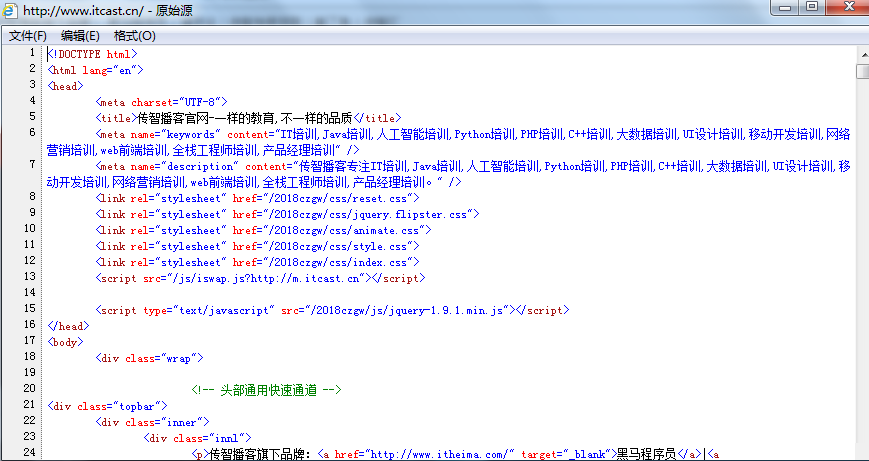 http://www.itcast.cn/ - 原始源
文件(F) 编辑(E) 格式(O)
1 <!DOCTYPE html>
2 <html lang="en">
3 <head>
4 <meta charset="UTF-8">
5 <title>传智播客官网-一样的教育,不一样的品质</title>
6 <meta name="keywords" content="IT培训,Java培训,人工智能培训,Python培训,PHP培训,C++培训,大数据培训,UI设计培训,移动开发培训,网络
营销培训,web前端培训,全栈工程师培训,产品经理培训" />
7 <meta name="description" content="传智播客专注IT培训,Java培训,人工智能培训,Python培训,PHP培训,C++培训,大数据培训,UI设计培训,移
动开发培训,网络营销培训,web前端培训,全栈工程师培训,产品经理培训。" />
8 <link rel="stylesheet" href="/2018czgw/css/reset.css">
9 <link rel="stylesheet" href="/2018czgw/css/jquery.flipster.css">
10 <link rel="stylesheet" href="/2018czgw/css/animate.css">
11 <link rel="stylesheet" href="/2018czgw/css/style.css">
12 <link rel="stylesheet" href="/2018czgw/css/index.css">
13 <script src="/js/iswap.js?http://m.itcast.cn"></script>
14
15 <script type="text/javascript" src="/2018czgw/js/jquery-1.9.1.min.js"></script>
16 </head>
17 <body>
18 <div class="wrap">
19
20 <!-- 头部通用快速通道 -->
21 <div class="topbar">
22 <div class="inner">
23 <div class="innl">
24 <p>传智播客旗下品牌：<a href="http://www.itheima.com/" target="_blank">黑马程序员</a>|<a